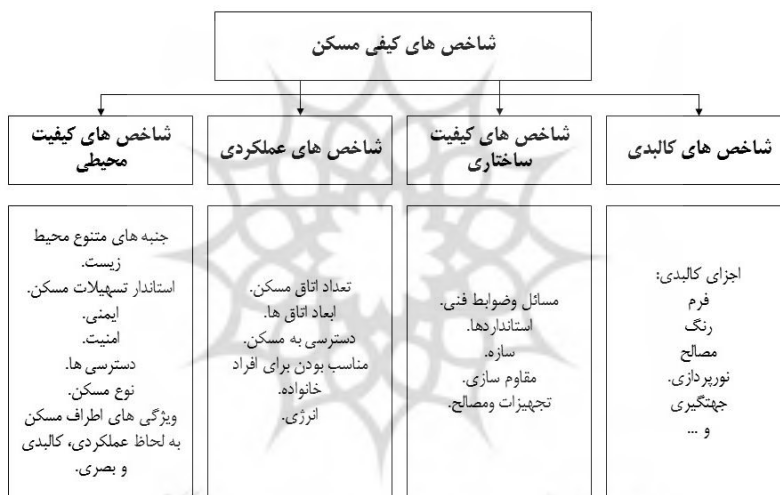 شاخص های کیفی مسکن
شاخص های کالبدی
شاخص های کیفیت
ساختاری
شاخص های عملکردی
شاخص های کیفیت
محیطی
اجزای کالبدی:
فرم
رنگ
مصالح
نورپردازی.
جهتگیری
و ...
مسائل وضوابط فنی.
استانداردها.
سازه.
مقاوم سازی.
تجهیزات ومصالح.
تعداد اتاق مسکن.
ابعاد اتاق ها.
دسترسی به مسکن.
مناسب بودن برای افراد
خانواده.
انرژی.
جنبه های متنوع محیط
زیست.
استاندار تسهیلات مسکن.
ایمنی.
امنیت.
دسترسی ها.
نوع مسکن.
ویژگی های اطراف مسکن
به لحاظ عملکردی، کالبدی
و بصری.